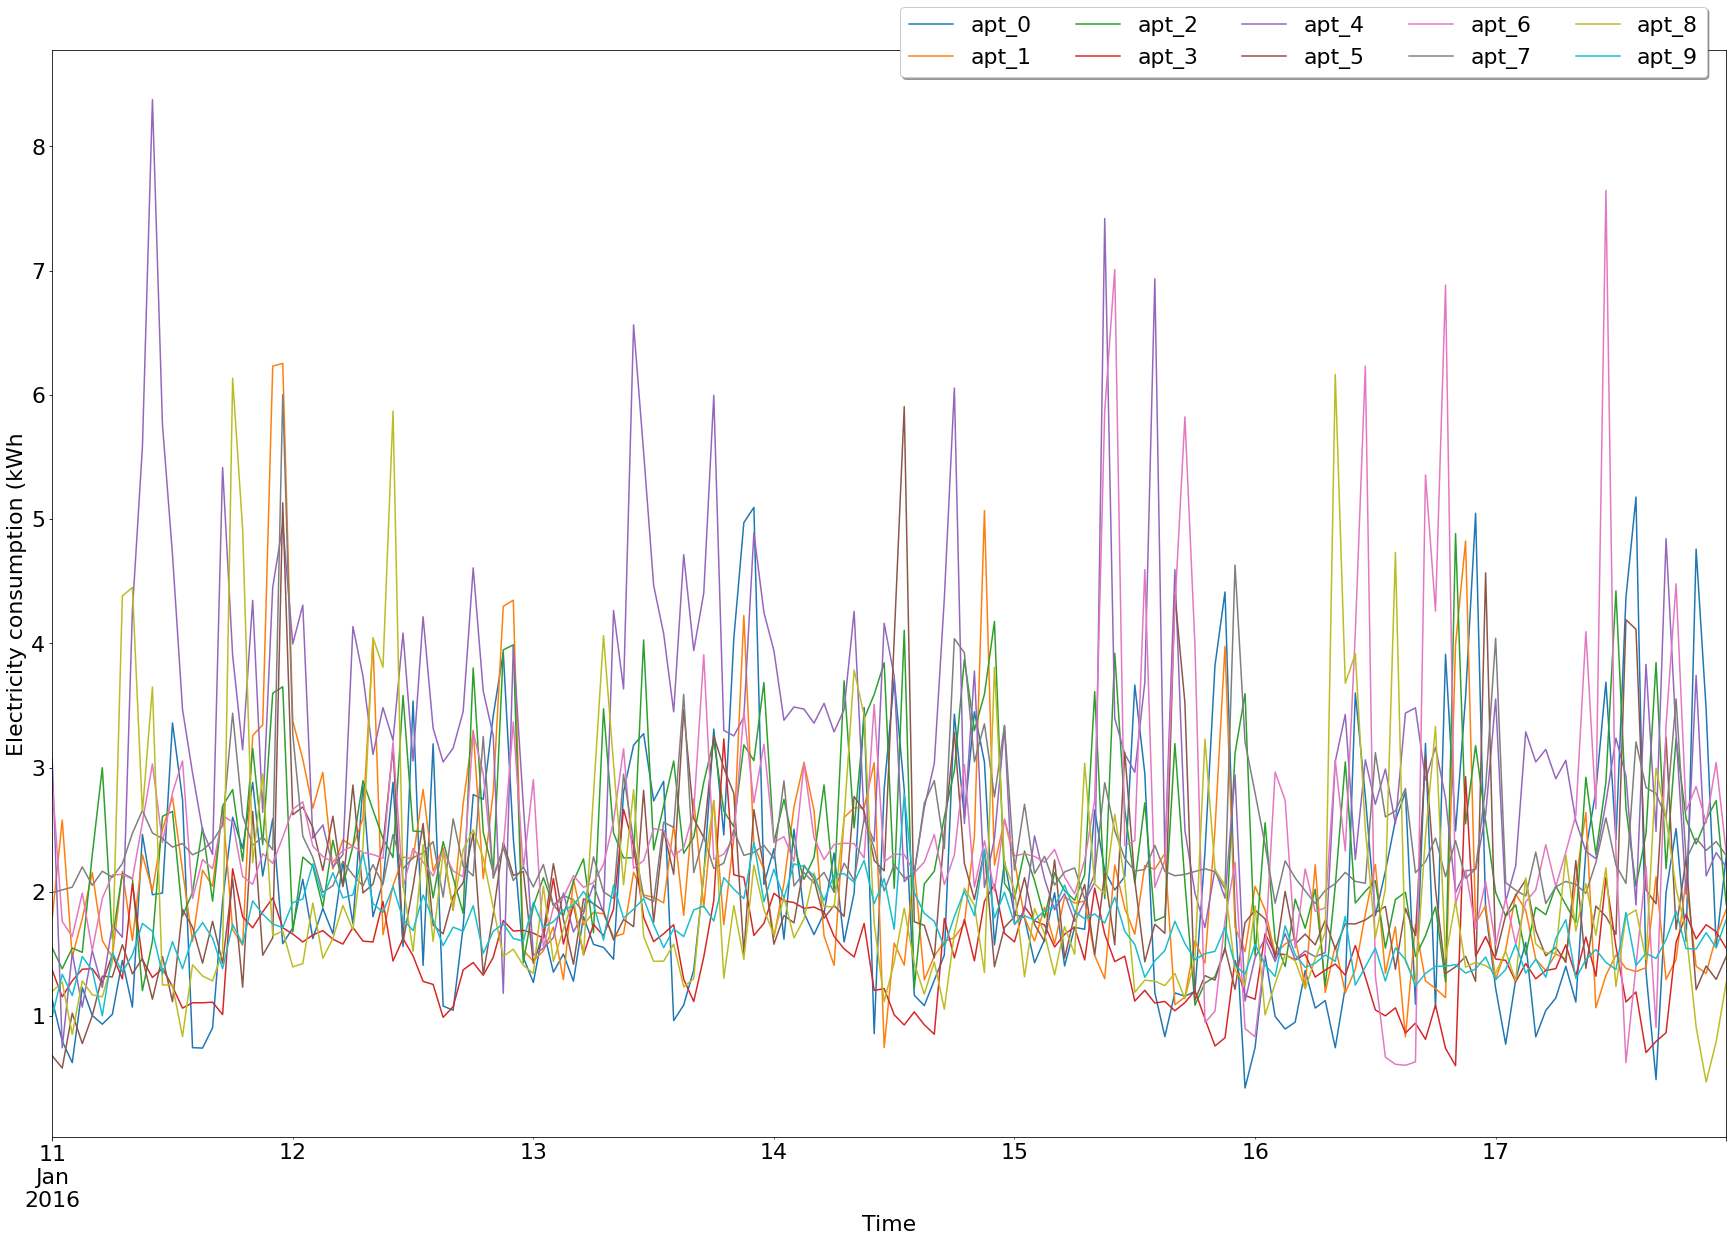 apt_0 apt_2 apt_4 apt_6 apt_8
apt_1 apt_3 apt_5 apt_7 apt_9
Electricity consumption (kWh
8
7
6
5
4
3
2
1
11 12 13 14 15 16 17
Jan
2016
Time